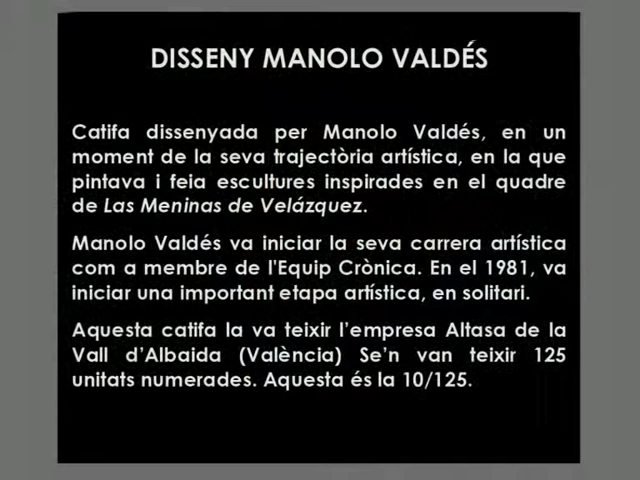 DISSENY MANOLO VALDÉS
Catifa dissenyada per Manolo Valdés, en un
moment de la seva trajectòria artística, en la que
pintava i feia escultures inspirades en el quadre
de Las Meninas de Velázquez.
Manolo Valdés va iniciar la seva carrera artística
com a membre de l'Equip Crònica. En el 1981, va
iniciar una important etapa artística, en solitari.
Aquesta catifa la va teixir l’empresa Altasa de la
Vall d’Albaida (València) Se’n van teixir 125
unitats numerades. Aquesta és la 10/125.